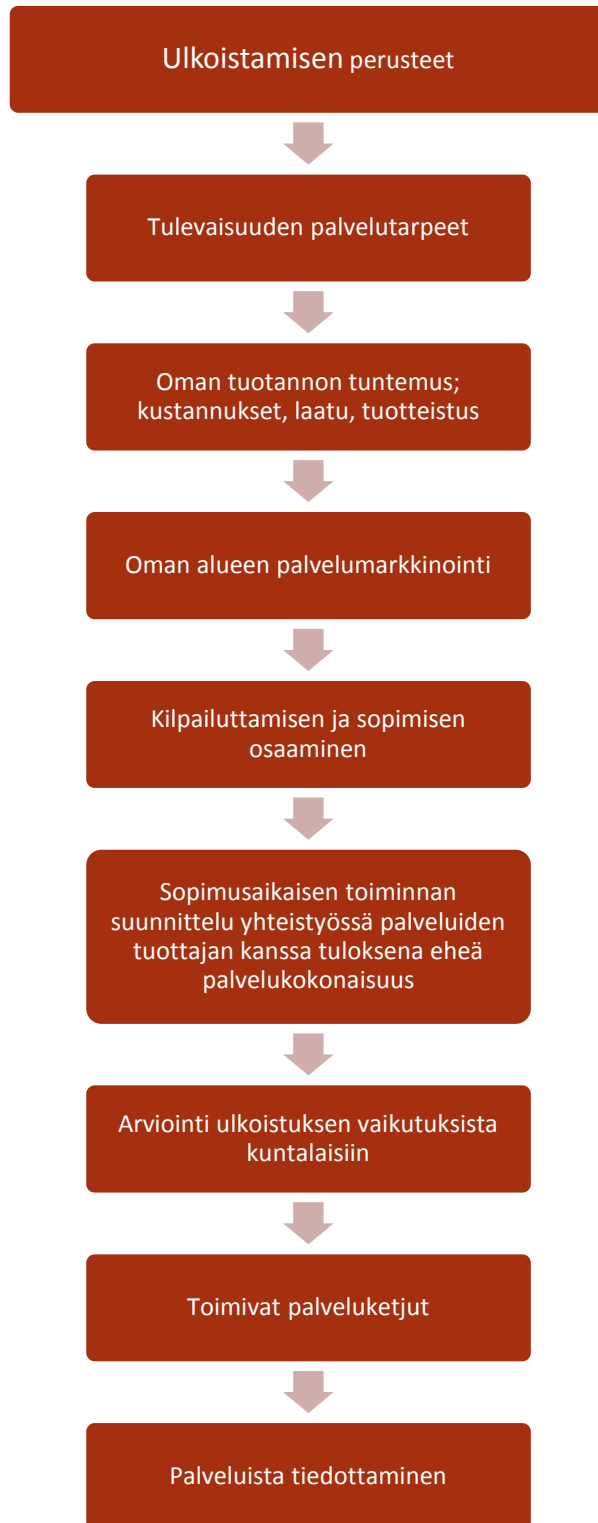 Ulkoistamisen perusteet
Tulevaisuuden palvelutarpeet
Oman tuotannon tuntemus;
kustannukset, laatu, tuotteistus
Oman alueen palvelumarkkinointi
Kilpailuttamisen ja sopimisen
osaaminen
Sopimusaikaisen toiminnan
suunnittelu yhteistyössä palveluiden
tuottajan kanssa tuloksena eheä
palvelukokonaisuus
Arviointi ulkoistuksen vaikutuksista
kuntalaisiin
Toimivat palveluketjut
Palveluista tiedottaminen